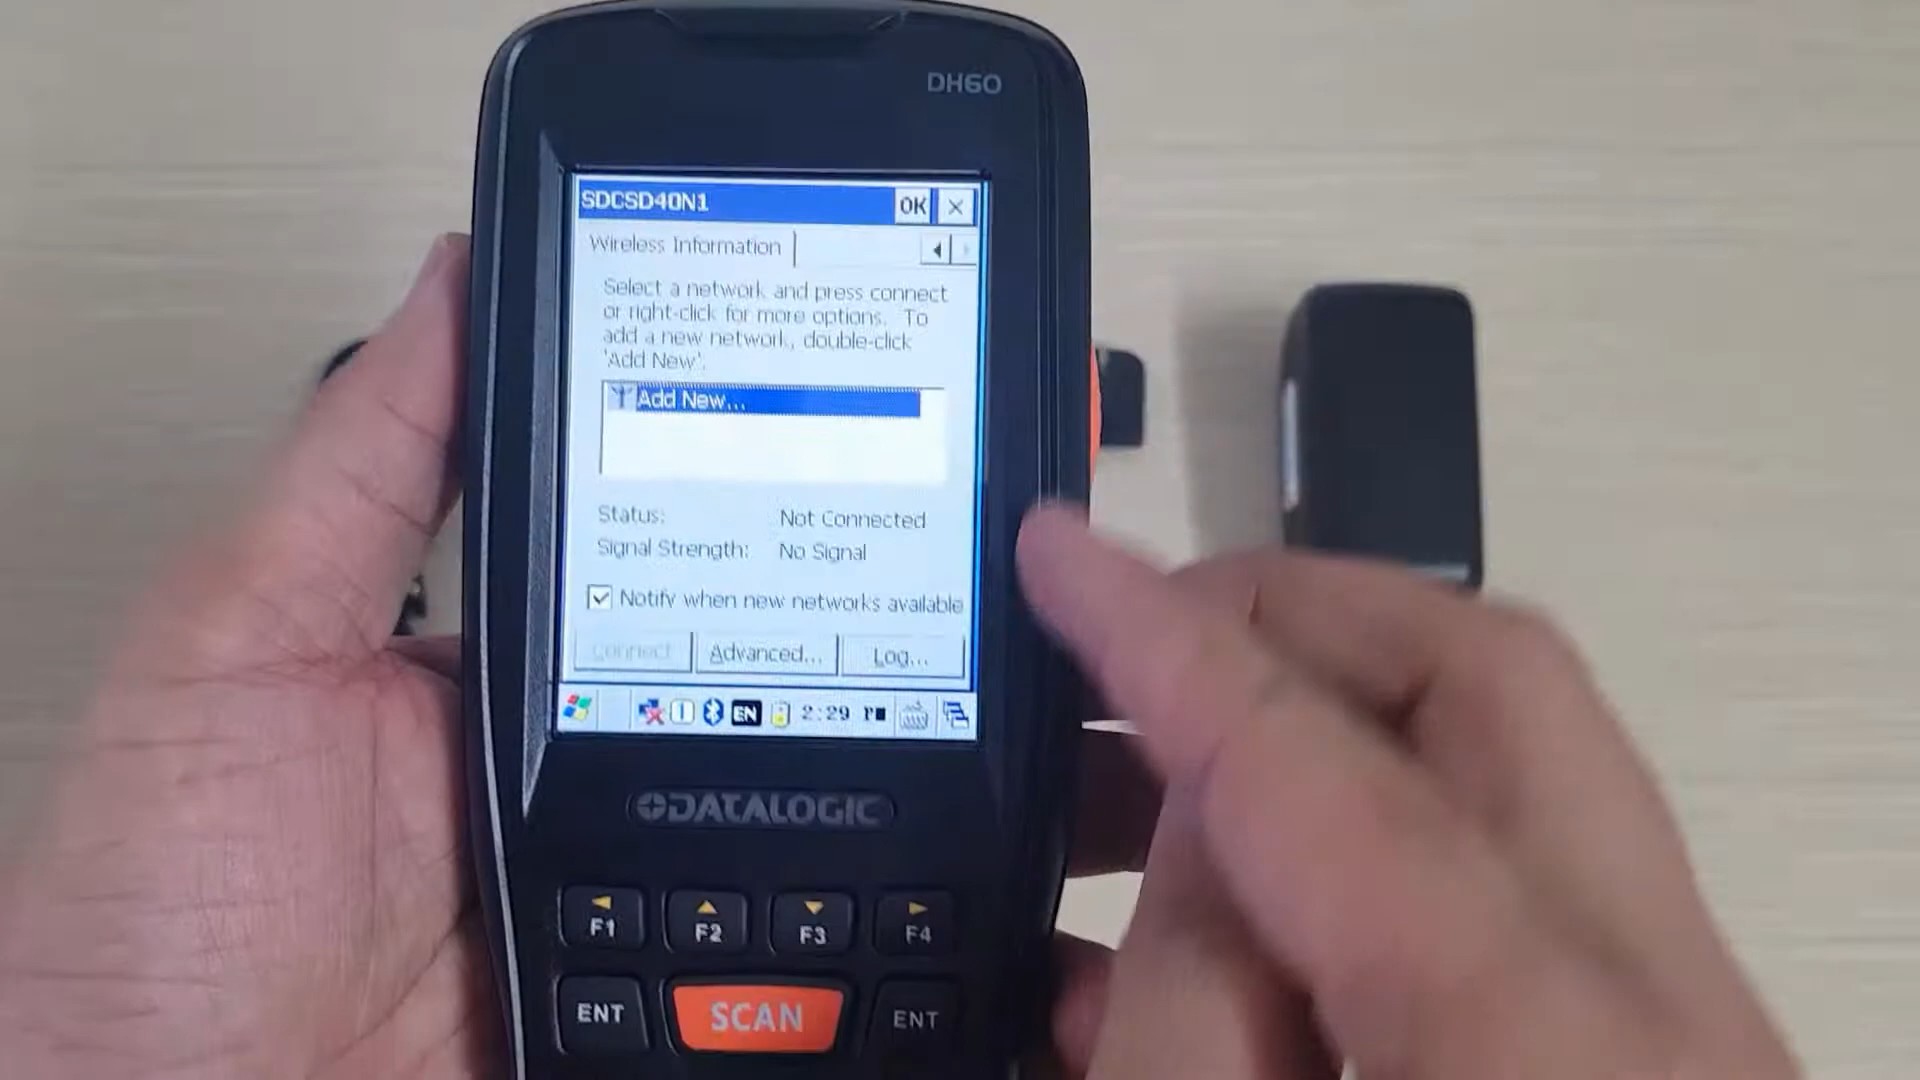 DH60
SDCSD40N1 OK
Wireless Information
Select a network and press connect
or right-click for more options. To
add a new network, double-click
'Add New'.
Add New...
Status: Not Connected
Signal Strength: No Signal
Notify when new networks available
Connect Advanced... Log...
EN 2:29
DATALOGIC
F1 F2 F3 F4
ENT SCAN ENT